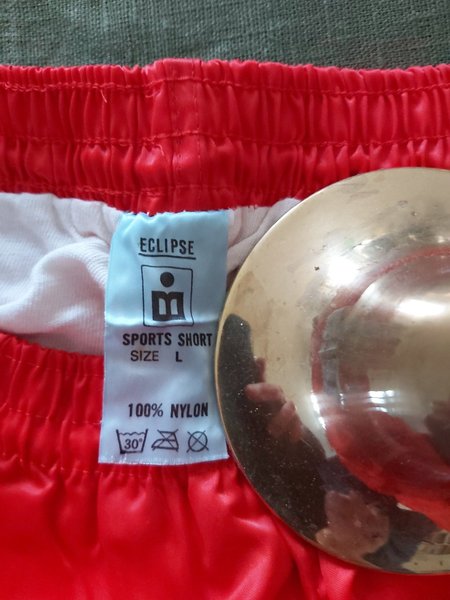 ECLIPSE
SPORTS SHORT
SIZE L
100% NYLON
30°